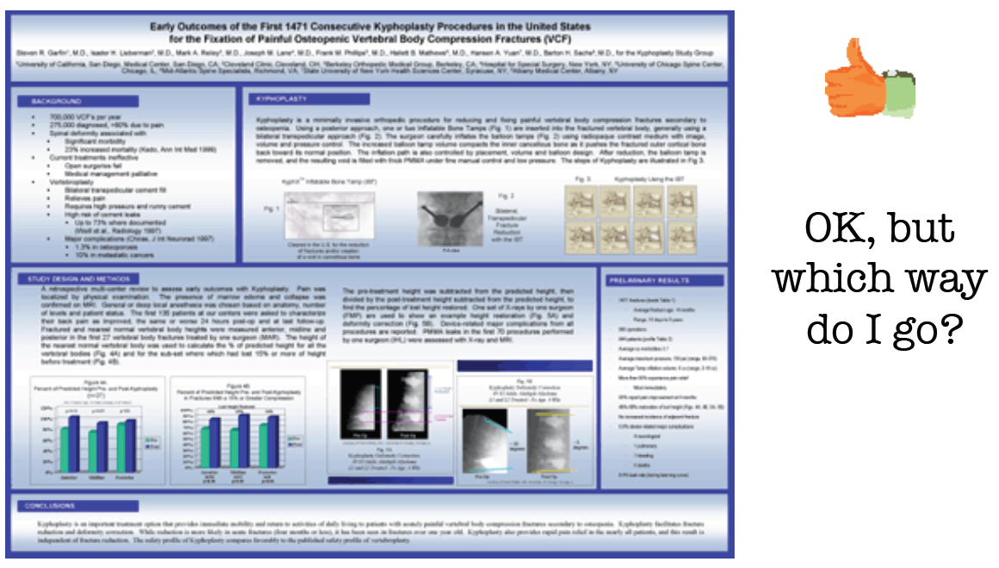 Early Outcomes of the First 1471 Consecutive Kyphoplasty Procedures in the United States
for the Fixation of Painful Osteopenic Vertebral Body Compression Fractures (VCF)
Steven R. Garfin¹, M.D., Isador H. Lieberman², M.D., Mark A. Reiley³, M.D., Joseph M. Lane⁴, M.D., Frank M. Phillips⁵, M.D., Hallett B. Mathews⁶, M.D., Hansen A. Yuan⁷, M.D., Barton H. Sachs⁸, M.D., for the Kyphoplasty Study Group
¹University of California, San Diego, Medical Center, San Diego, CA, ²Cleveland Clinic, Cleveland, OH, ³Berkeley Orthopedic Medical Group, Berkeley, CA, ⁴Hospital for Special Surgery, New York, NY, ⁵University of Chicago Spine Center,
Chicago, IL, ⁶Mid-Atlantic Spine Specialists, Richmond, VA, ⁷State University of New York Health Sciences Center, Syracuse, NY, ⁸Albany Medical Center, Albany, NY
BACKGROUND
• 700,000 VCF's per year
• 275,000 diagnosed, >80% due to pain
• Spinal deformity associated with
• Significant morbidity
• 23% increased mortality (Kado, Ann Int Med 1999)
• Current treatments ineffective
• Open surgeries fail
• Medical management palliative
• Vertebroplasty
• Bilateral transpedicular cement fill
• Relieves pain
• Requires high pressure and runny cement
• High risk of cement leaks
• Up to 73% where documented
(Weill et al., Radiology 1997)
• Major complications (Chiras, J Int Neurorad 1997)
• 1.3% in osteoporosis
• 10% in metastatic cancers
KYPHOPLASTY
Kyphoplasty is a minimally invasive orthopedic procedure for reducing and fixing painful vertebral body compression fractures secondary to
osteopenia. Using a posterior approach, one or two Inflatable Bone Tamps (Fig. 1) are inserted into the fractured vertebral body, generally using a
bilateral transpedicular approach (Fig. 2). The surgeon carefully inflates the balloon tamps (Fig. 2) using radiopaque contrast medium with image,
volume and pressure control. The increased balloon tamp volume compacts the inner cancellous bone as it pushes the fractured outer cortical bone
back toward its normal position. The inflation path is also controlled by placement, volume and balloon design. After reduction, the balloon tamp is
removed, and the resulting void is filled with thick PMMA under fine manual control and low pressure. The steps of Kyphoplasty are illustrated in Fig 3.
KyphX™ Inflatable Bone Tamp (IBT)
Fig. 1
Cleared in the U.S. for the reduction
of fractures and/or creation
of a void in cancellous bone
Fig. 2
Bilateral,
Transpedicular
Fracture
Reduction
with the IBT
Fig. 3. Kyphoplasty Using the IBT
STUDY DESIGN AND METHODS
A retrospective multi-center review to assess early outcomes with Kyphoplasty. Pain was
localized by physical examination. The presence of marrow edema and collapse was
confirmed on MRI. General or deep local anesthesia was chosen based on anatomy, number
of levels and patient status. The first 135 patients at our centers were asked to characterize
their back pain as improved, the same or worse 24 hours post-op and at last follow-up.
Fractured and nearest normal vertebral body heights were measured anterior, midline and
posterior in the first 27 vertebral body fractures treated by one surgeon (MAR). The height of
the nearest normal vertebral body was used to calculate the % of predicted height for all the
vertebral bodies (Fig. 4A) and for the sub-set where which had lost 15% or more of height
before treatment (Fig. 4B).
The pre-treatment height was subtracted from the predicted height, then
divided by the post-treatment height subtracted from the predicted height, to
find the percentage of lost height restored. One set of X-rays by one surgeon
(FMP) are used to show an example height restoration (Fig. 5A) and
deformity correction (Fig. 5B). Device-related major complications from all
procedures are reported. PMMA leaks in the first 70 procedures performed
by one surgeon (IHL) were assessed with X-ray and MRI.
Figure 4A
Percent of Predicted Height Pre- and Post-Kyphoplasty
(n=27)
Anterior Midline Posterior
Figure 4B
Percent of Predicted Height Pre- and Post-Kyphoplasty
in Fractures With a 15% or Greater Compression
Fig. 5A
Kyphoplasty Deformity Correction
Fig. 5B
Kyphoplasty Deformity Correction
PRELIMINARY RESULTS
Most immediately
No increased incidence of adjacent fracture
CONCLUSIONS
Kyphoplasty is an important treatment option that provides immediate mobility and return to activities of daily living to patients with acutely painful vertebral body compression fractures secondary to osteopenia. Kyphoplasty facilitates fracture
reduction and deformity correction. While reduction is more likely in acute fractures (four months or less), it has been seen in fractures over one year old. Kyphoplasty also provides rapid pain relief in the nearly all patients, and this result is
independent of fracture reduction. The safety profile of Kyphoplasty compares favorably to the published safety profile of vertebroplasty.
OK, but
which way
do I go?